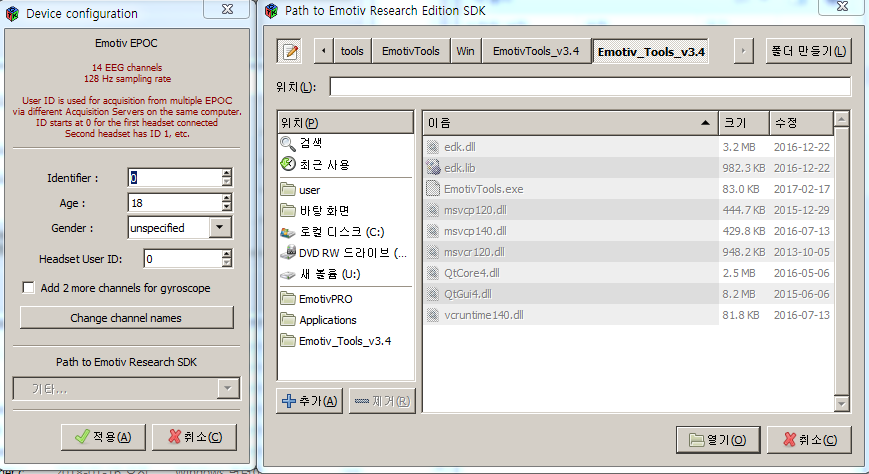 Device configuration
Emotiv EPOC
14 EEG channels
128 Hz sampling rate
User ID is used for acquisition from multiple EPOC
via different Acquisition Servers on the same computer.
ID starts at 0 for the first headset connected
Second headset has ID 1, etc.
Identifier : 0
Age : 18
Gender : unspecified
Headset User ID: 0
Add 2 more channels for gyroscope
Change channel names
Path to Emotiv Research SDK
기타...
적용(A) 취소(C)
Path to Emotiv Research Edition SDK
tools EmotivTools Win EmotivTools_v3.4 Emotiv_Tools_v3.4 폴더 만들기(L)
위치(L):
위치(P)
검색
최근 사용
user
바탕 화면
로컬 디스크 (C:)
DVD RW 드라이브 (...
새 볼륨 (U:)
EmotivPRO
Applications
Emotiv_Tools_v3.4
추가(A) 제거(R)
이름 크기 수정
edk.dll 3.2 MB 2016-12-22
edk.lib 982.3 KB 2016-12-22
EmotivTools.exe 83.0 KB 2017-02-17
msvcp120.dll 444.7 KB 2015-12-29
msvcp140.dll 429.8 KB 2016-07-13
msvcr120.dll 948.2 KB 2013-10-05
QtCore4.dll 2.5 MB 2016-05-06
QtGui4.dll 8.2 MB 2015-06-06
vcruntime140.dll 81.8 KB 2016-07-13
열기(O) 취소(C)